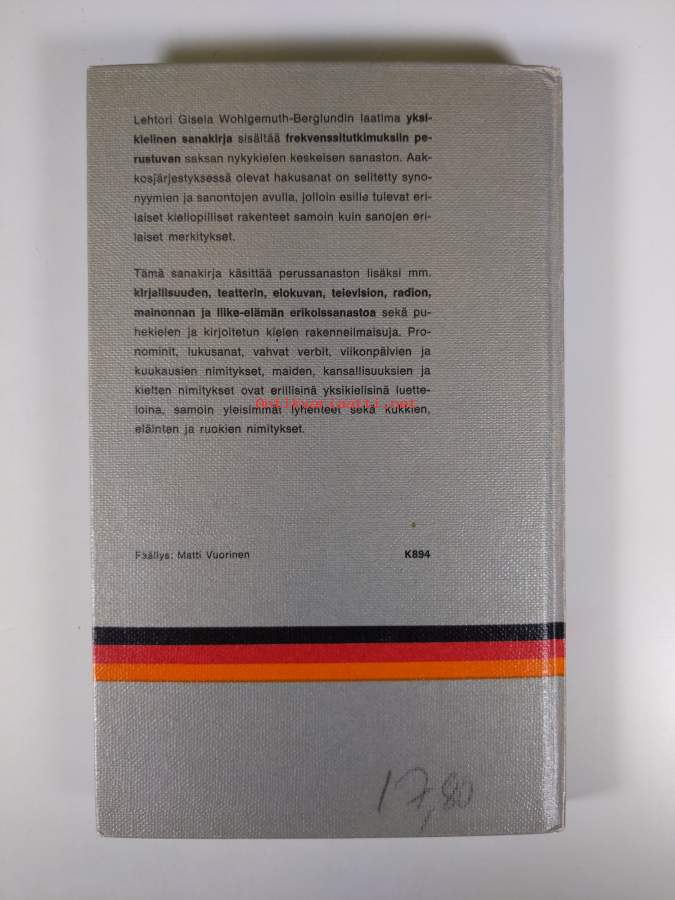 Lehtori Gisela Wohlgemuth-Berglundin laatima yksi-
kielinen sanakirja sisältää frekvenssitutkimuksiin pe-
rustuvan saksan nykykielen keskeisen sanaston. Aak-
kosjärjestyksessä olevat hakusanat on selitetty syno-
nyymien ja sanontojen avulla, jolloin esille tulevat eri-
laiset kieliopilliset rakenteet samoin kuin sanojen eri-
laiset merkitykset.
Tämä sanakirja käsittää perussanaston lisäksi mm.
kirjallisuuden, teatterin, elokuvan, television, radion,
mainonnan ja liike-elämän erikoissanastoa sekä pu-
hekielen ja kirjoitetun kielen rakenneilmaisuja. Pro-
nominit, lukusanat, vahvat verbit, viikonpäivien ja
kuukausien nimitykset, maiden, kansallisuuksien ja
kielten nimitykset ovat erillisinä yksikielisinä luette-
loina, samoin yleisimmät lyhenteet sekä kukkien,
eläinten ja ruokien nimitykset.
Antikvariaatti.net
Päällys: Matti Vuorinen K894
17,80